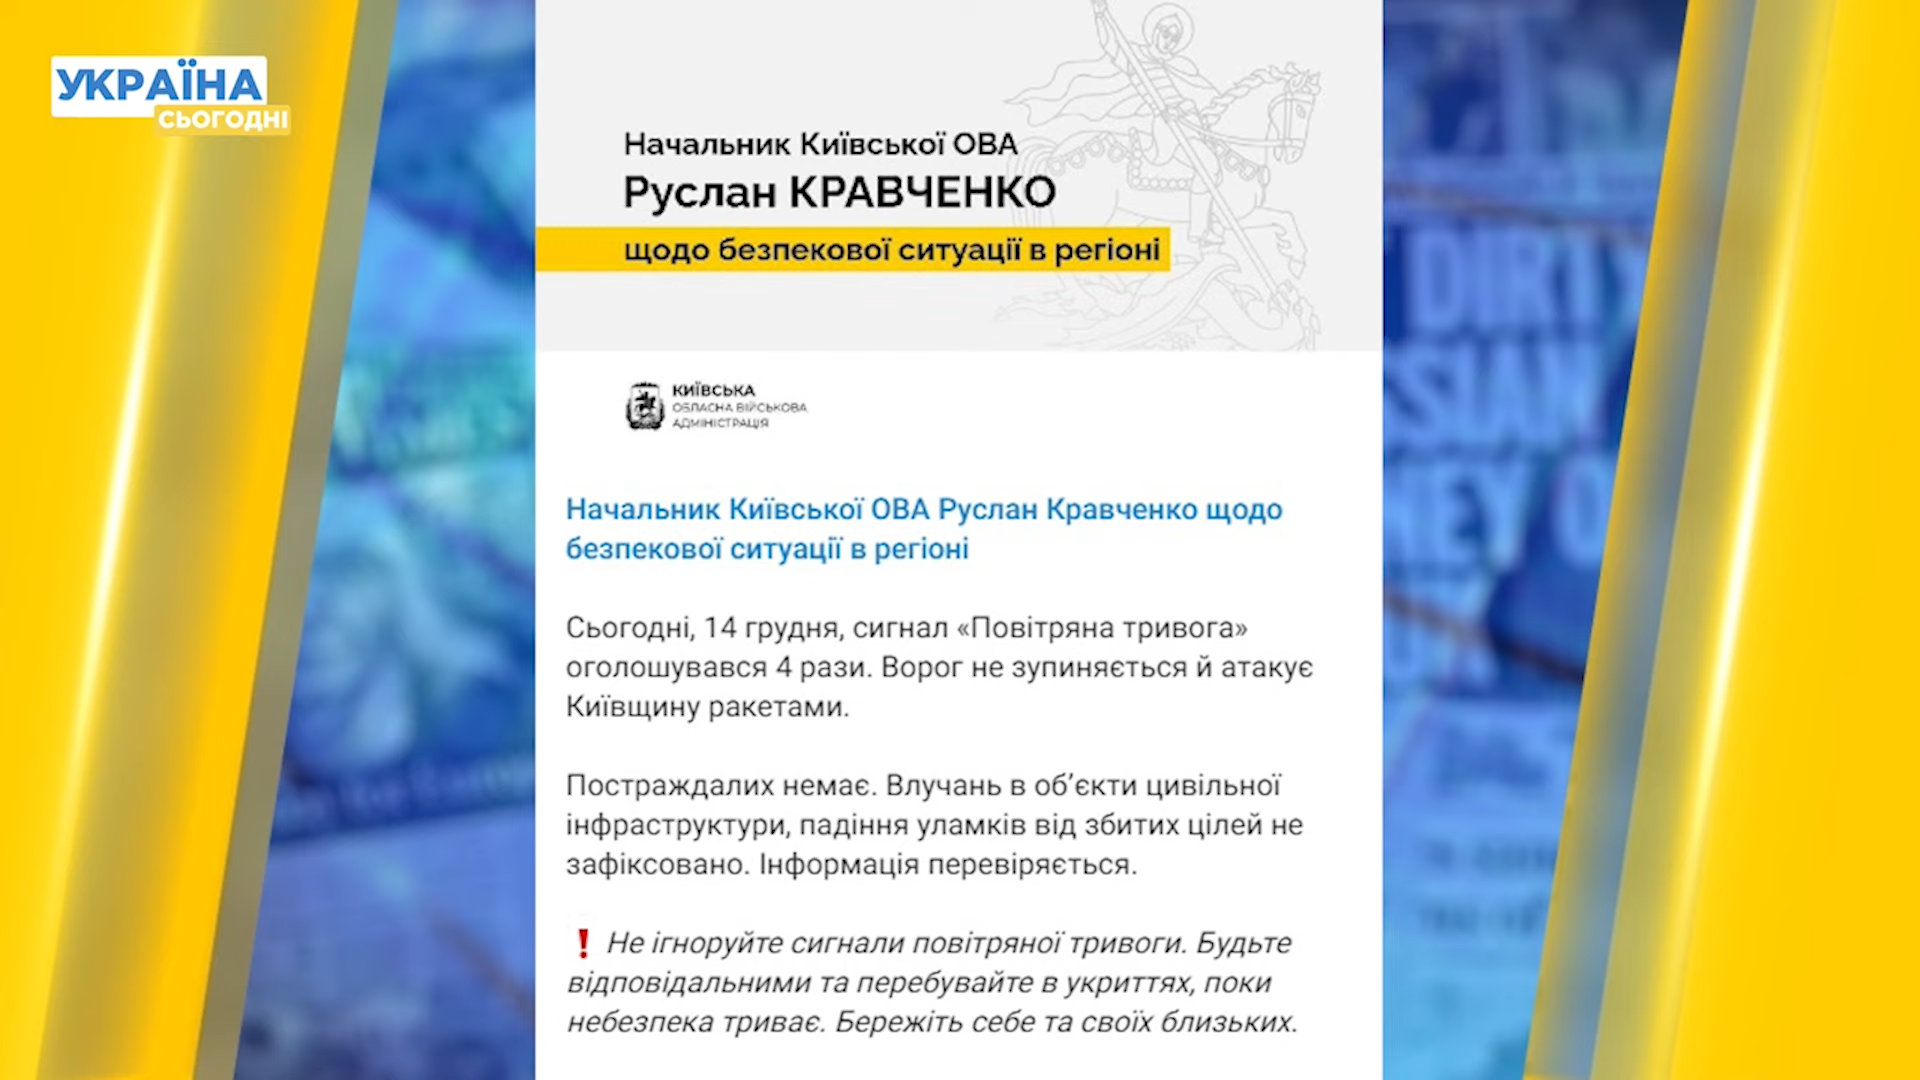 УКРАЇНА
СЬОГОДНІ
Начальник Київської ОВА
Руслан КРАВЧЕНКО
щодо безпекової ситуації в регіоні
КИЇВСЬКА
ОБЛАСНА ВІЙСЬКОВА
АДМІНІСТРАЦІЯ
Начальник Київської ОВА Руслан Кравченко щодо
безпекової ситуації в регіоні
Сьогодні, 14 грудня, сигнал «Повітряна тривога»
оголошувався 4 рази. Ворог не зупиняється й атакує
Київщину ракетами.
Постраждалих немає. Влучань в об’єкти цивільної
інфраструктури, падіння уламків від збитих цілей не
зафіксовано. Інформація перевіряється.
❗ Не ігноруйте сигнали повітряної тривоги. Будьте
відповідальними та перебувайте в укриттях, поки
небезпека триває. Бережіть себе та своїх близьких.
DIRTY